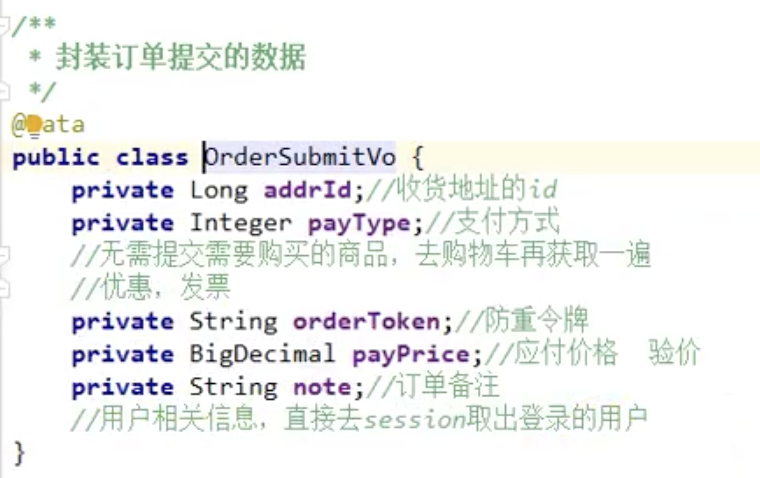 /**
 * 封装订单提交的数据
 */
@Data
public class OrderSubmitVo {
    private Long addrId;//收货地址的id
    private Integer payType;//支付方式
    //无需提交需要购买的商品，去购物车再获取一遍
    //优惠，发票
    private String orderToken;//防重令牌
    private BigDecimal payPrice;//应付价格  验价
    private String note;//订单备注
    //用户相关信息，直接去session取出登录的用户
}